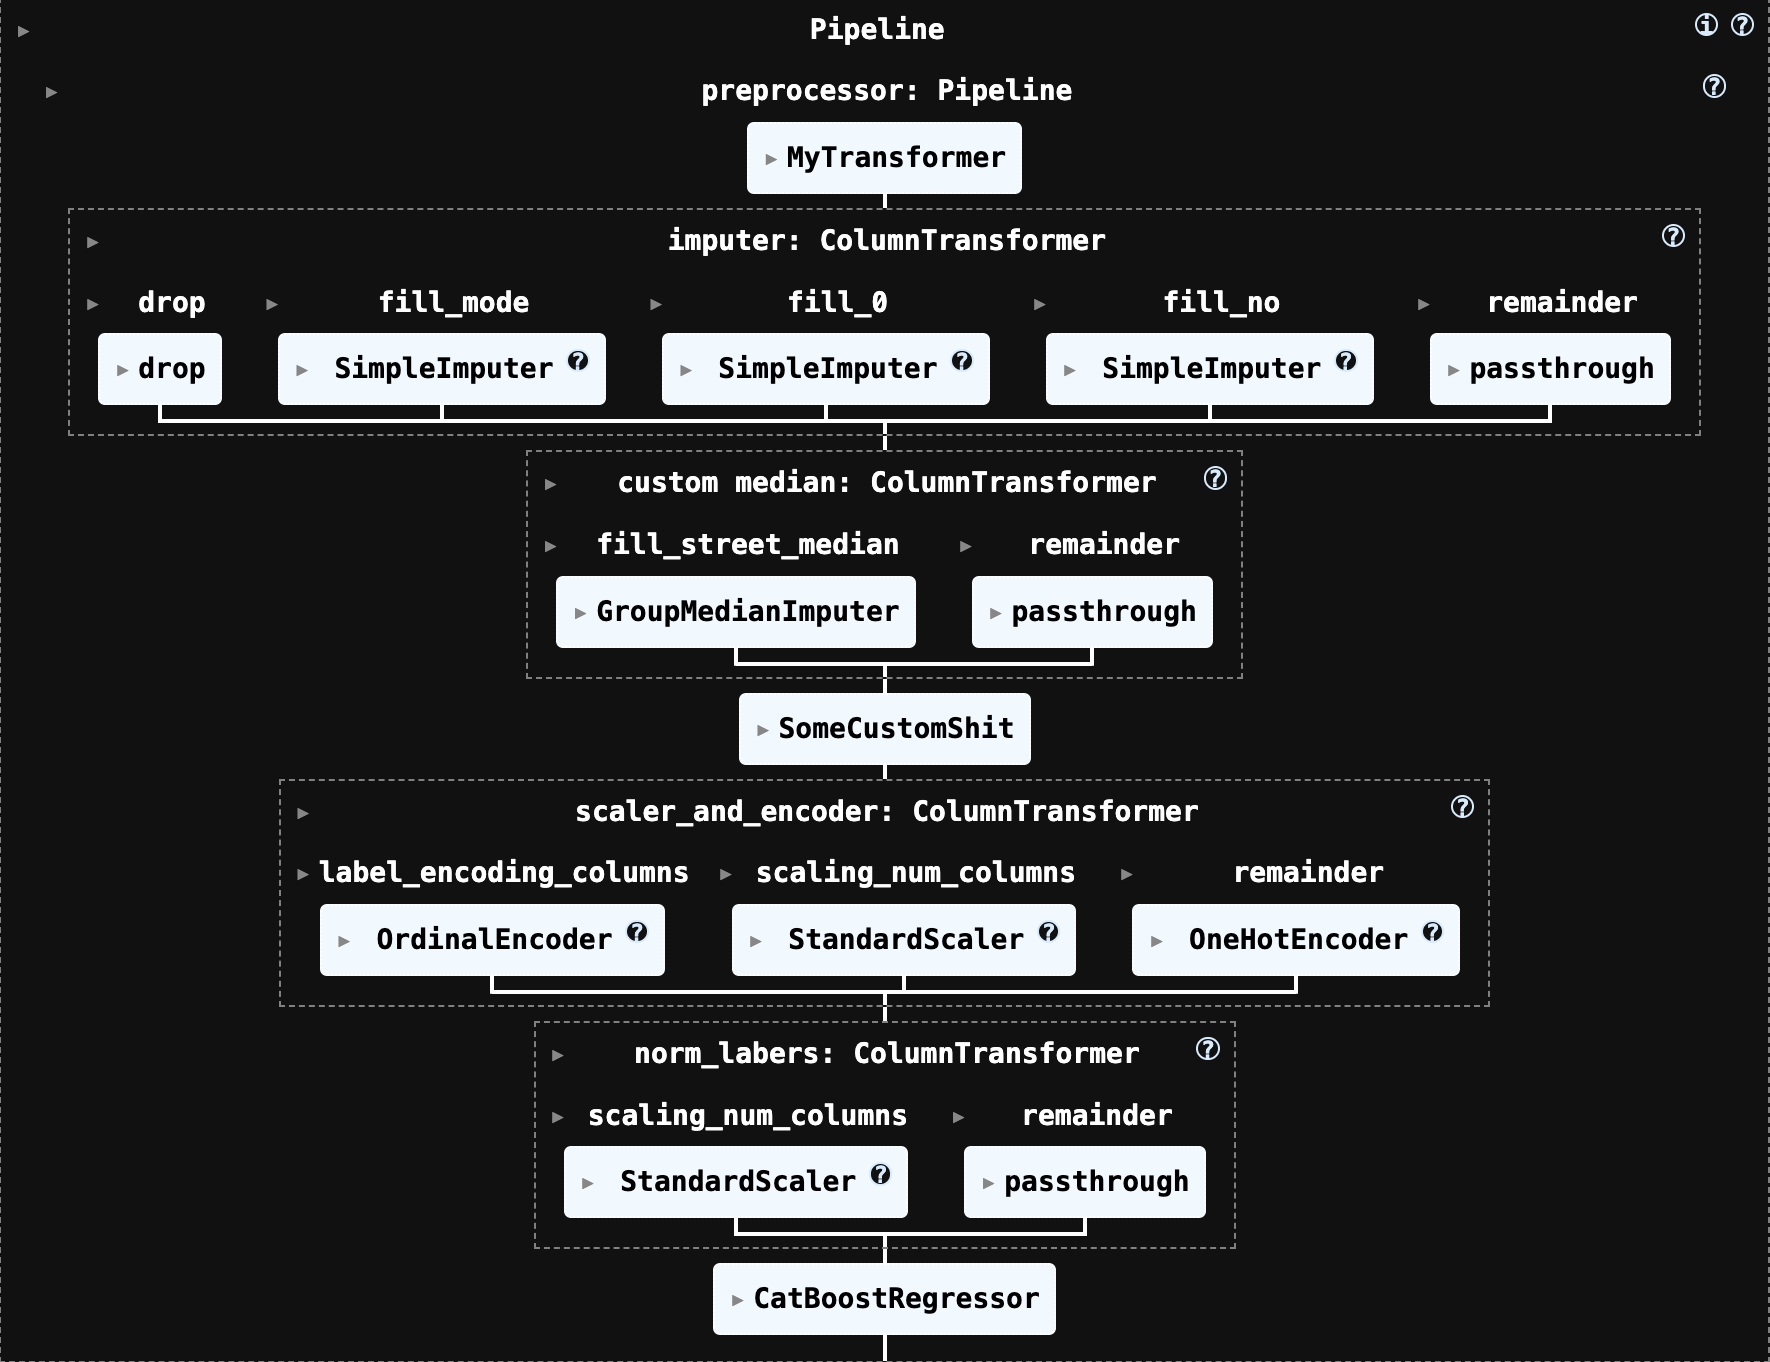 Pipeline
preprocessor: Pipeline
MyTransformer
imputer: ColumnTransformer
drop fill_mode fill_0 fill_no remainder
drop SimpleImputer ? SimpleImputer ? SimpleImputer ? passthrough
custom median: ColumnTransformer
fill_street_median remainder
GroupMedianImputer passthrough
SomeCustomShit
scaler_and_encoder: ColumnTransformer
label_encoding_columns scaling_num_columns remainder
OrdinalEncoder ? StandardScaler ? OneHotEncoder ?
norm_labers: ColumnTransformer
scaling_num_columns remainder
StandardScaler ? passthrough
CatBoostRegressor